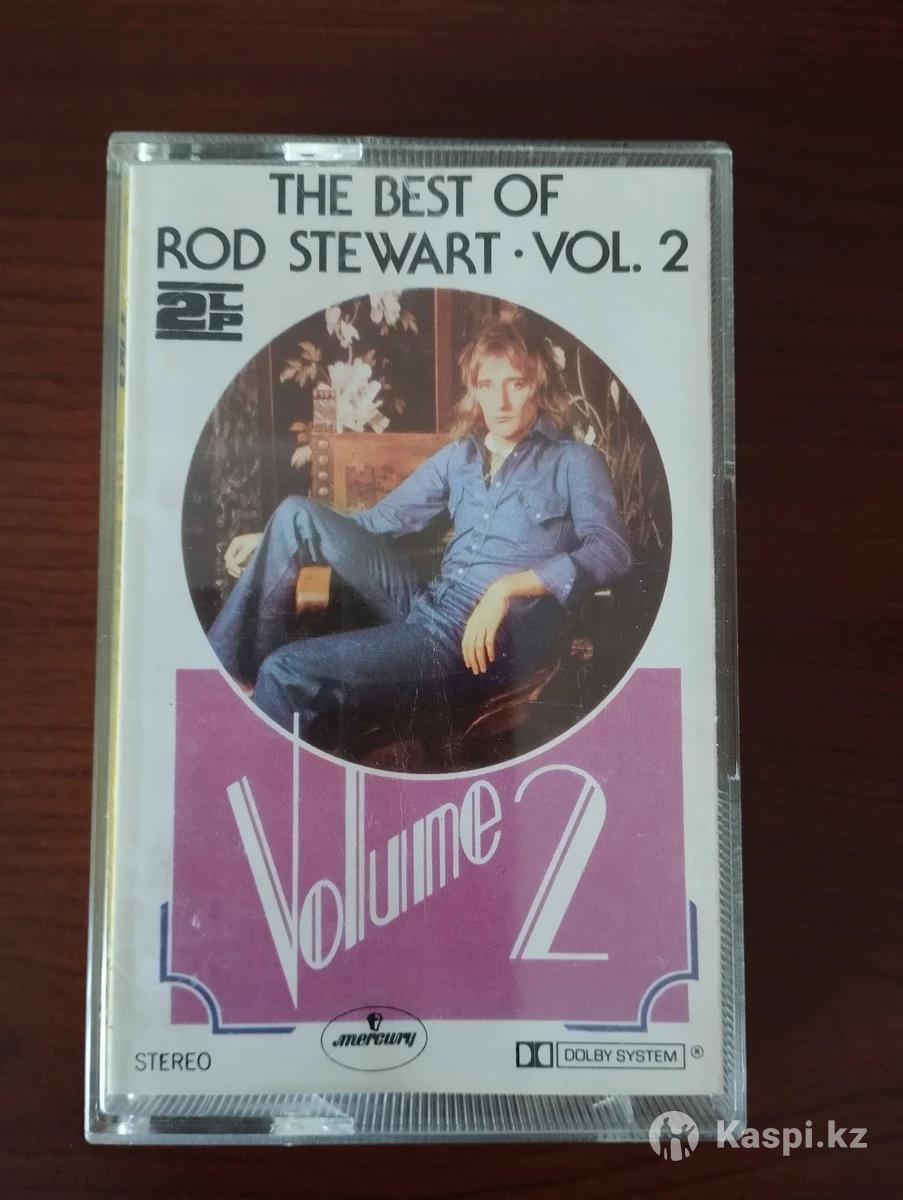 THE BEST OF
ROD STEWART · VOL. 2
2LP
Volume 2
mercury
STEREO
DOLBY SYSTEM ®
Kaspi.kz